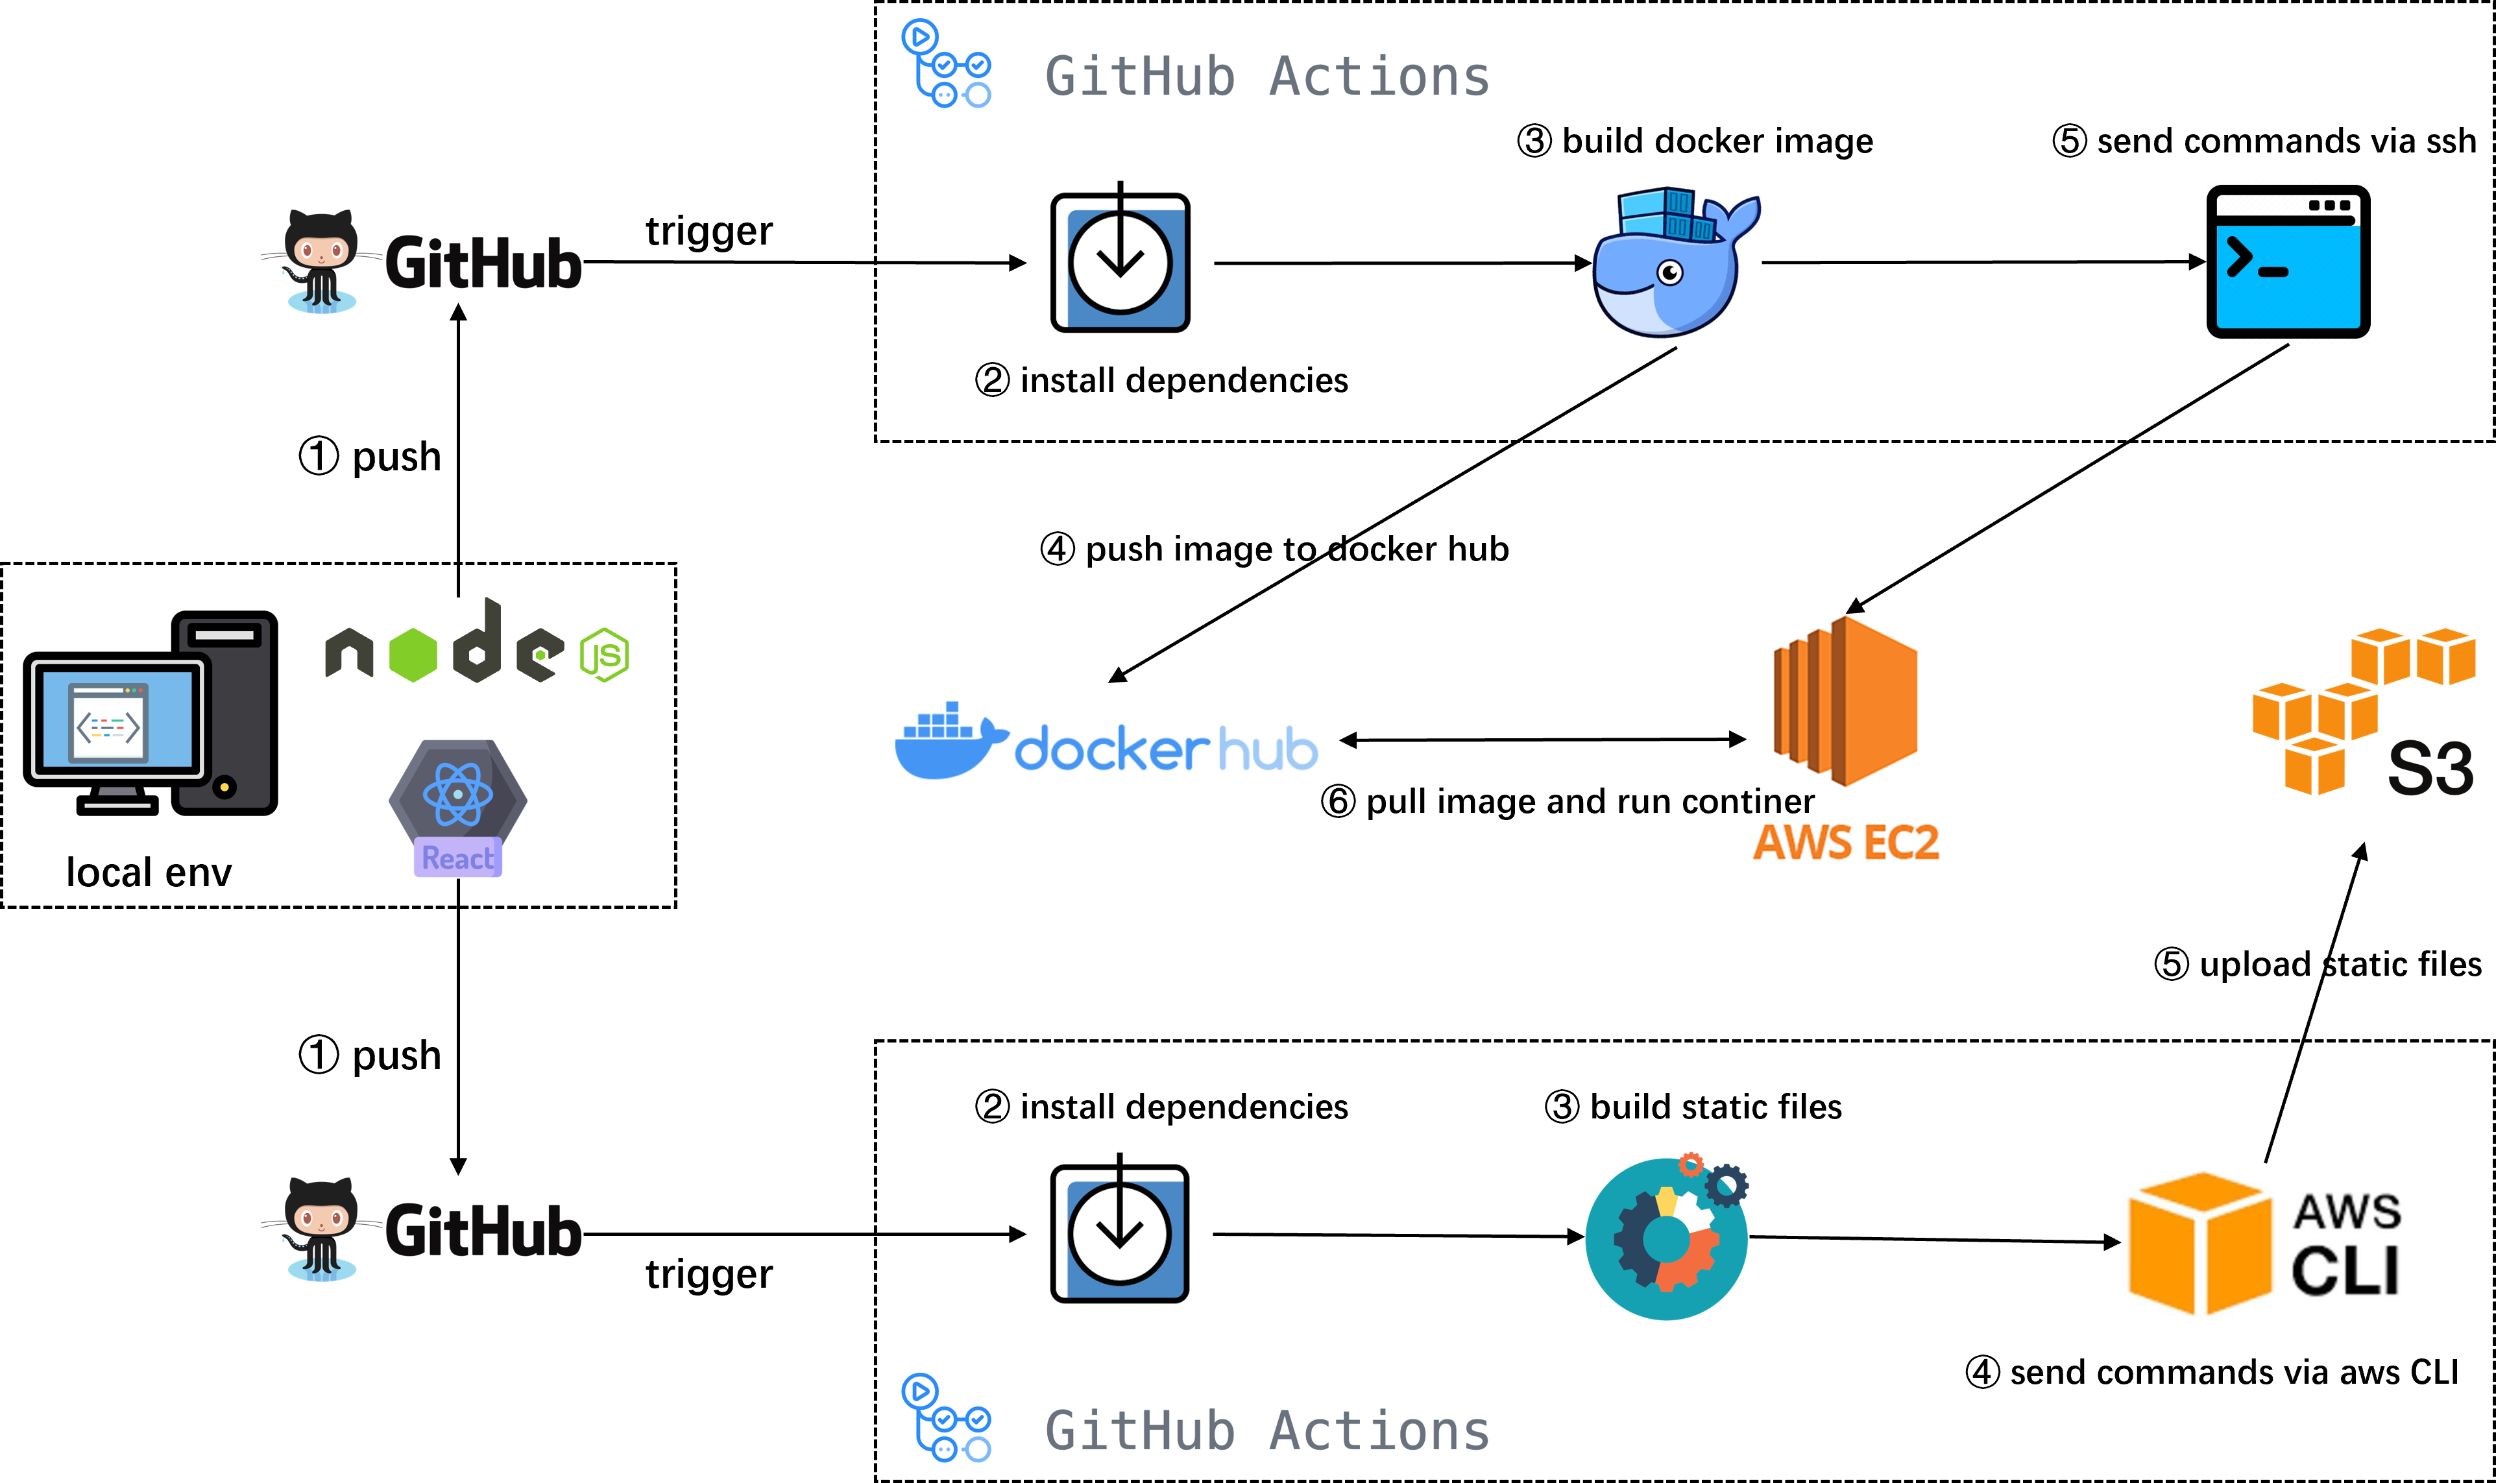 GitHub Actions
③ build docker image
⑤ send commands via ssh
trigger
GitHub
② install dependencies
① push
④ push image to docker hub
node
JS
docker hub
S3
⑥ pull image and run continer
AWS EC2
React
local env
⑤ upload static files
① push
② install dependencies
③ build static files
GitHub
trigger
AWS
CLI
④ send commands via aws CLI
GitHub Actions